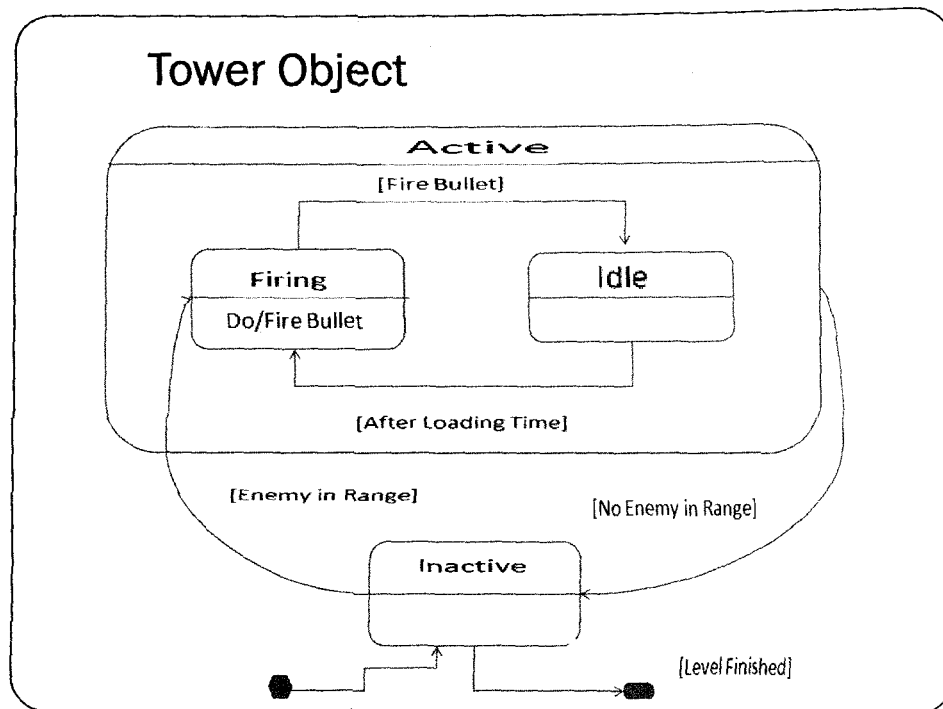 Tower Object
Active
[Fire Bullet]
Firing
Idle
Do/Fire Bullet
[After Loading Time]
[Enemy in Range]
[No Enemy in Range]
Inactive
[Level Finished]